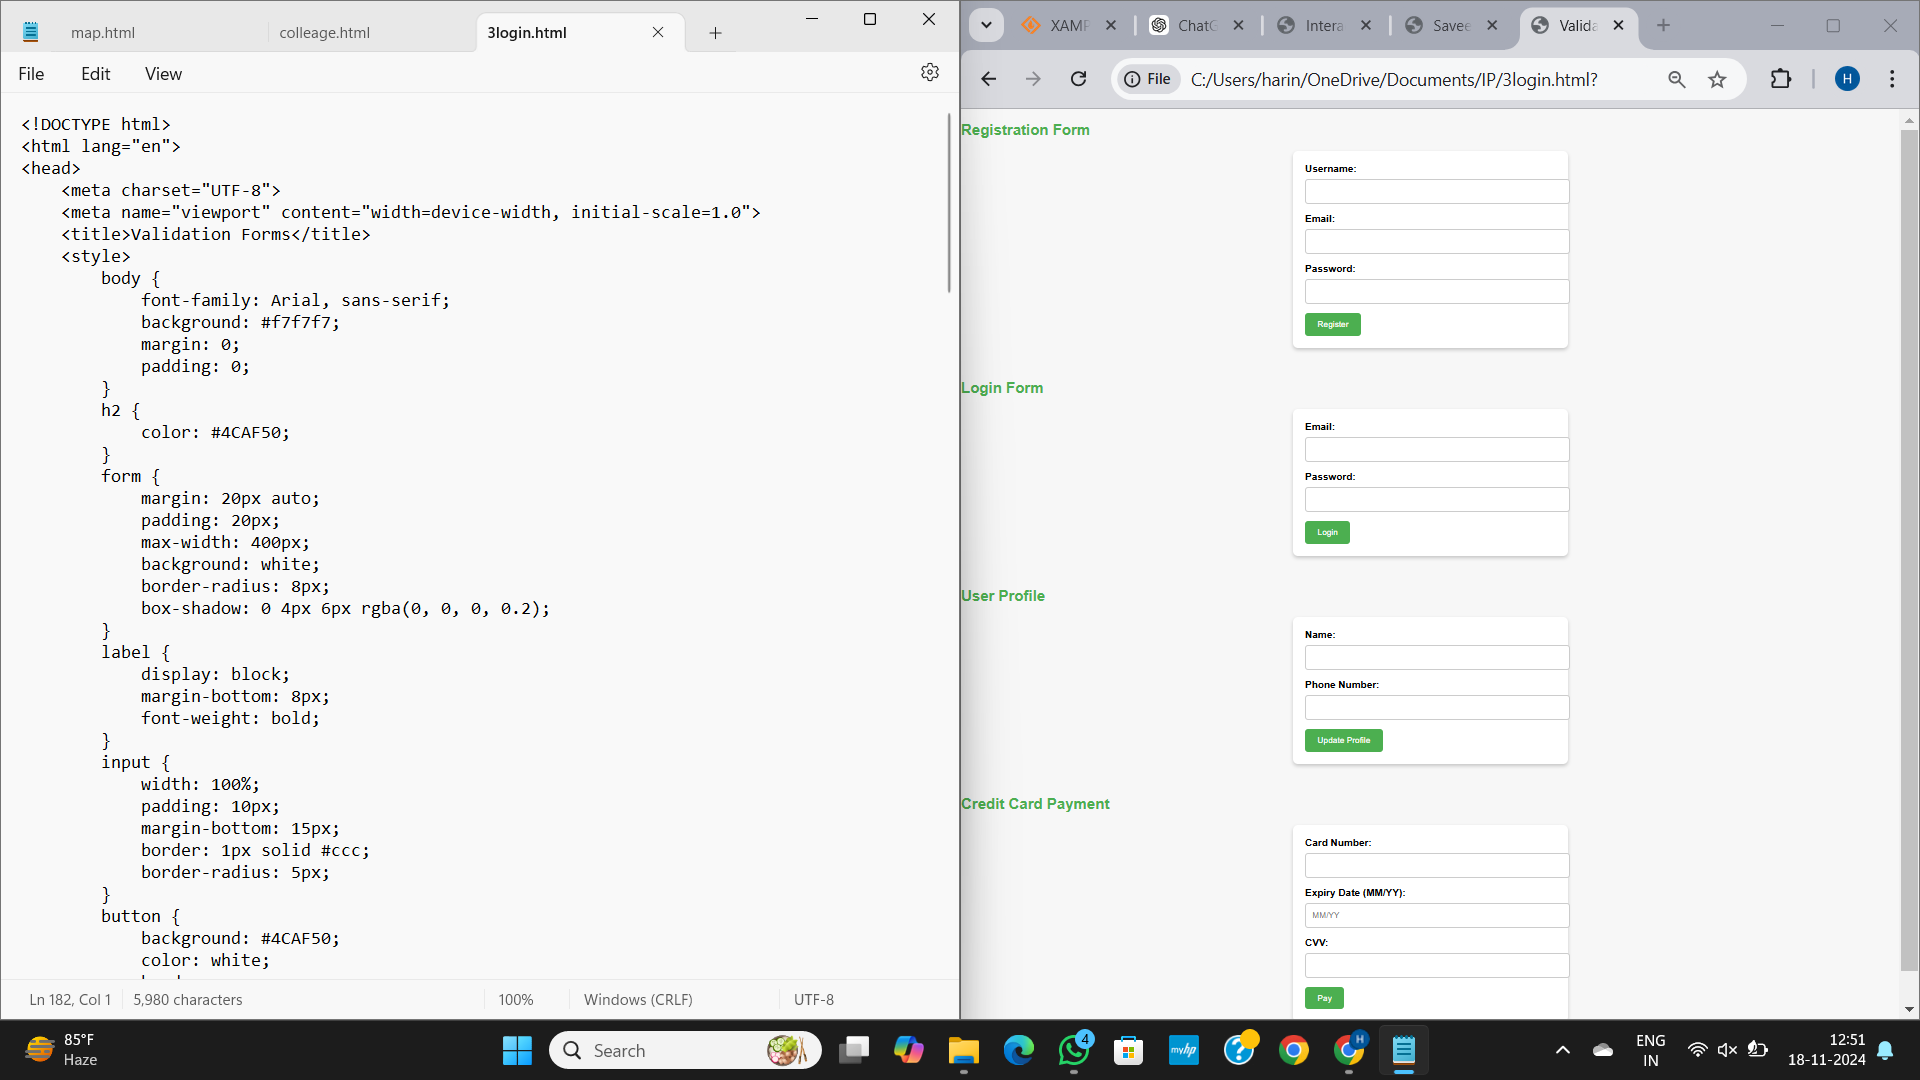 map.html
colleage.html
3login.html
File
Edit
View
<!DOCTYPE html>
<html lang="en">
<head>
    <meta charset="UTF-8">
    <meta name="viewport" content="width=device-width, initial-scale=1.0">
    <title>Validation Forms</title>
    <style>
        body {
            font-family: Arial, sans-serif;
            background: #f7f7f7;
            margin: 0;
            padding: 0;
        }
        h2 {
            color: #4CAF50;
        }
        form {
            margin: 20px auto;
            padding: 20px;
            max-width: 400px;
            background: white;
            border-radius: 8px;
            box-shadow: 0 4px 6px rgba(0, 0, 0, 0.2);
        }
        label {
            display: block;
            margin-bottom: 8px;
            font-weight: bold;
        }
        input {
            width: 100%;
            padding: 10px;
            margin-bottom: 15px;
            border: 1px solid #ccc;
            border-radius: 5px;
        }
        button {
            background: #4CAF50;
            color: white;
Ln 182, Col 1
5,980 characters
100%
Windows (CRLF)
UTF-8
XAMP
ChatG
Intera
Savee
Valida
File
C:/Users/harin/OneDrive/Documents/IP/3login.html?
H
Registration Form
Username:
Email:
Password:
Register
Login Form
Email:
Password:
Login
User Profile
Name:
Phone Number:
Update Profile
Credit Card Payment
Card Number:
Expiry Date (MM/YY):
MM/YY
CVV:
Pay
85°F
Haze
Search
4
myhp
H
ENG
IN
12:51
18-11-2024